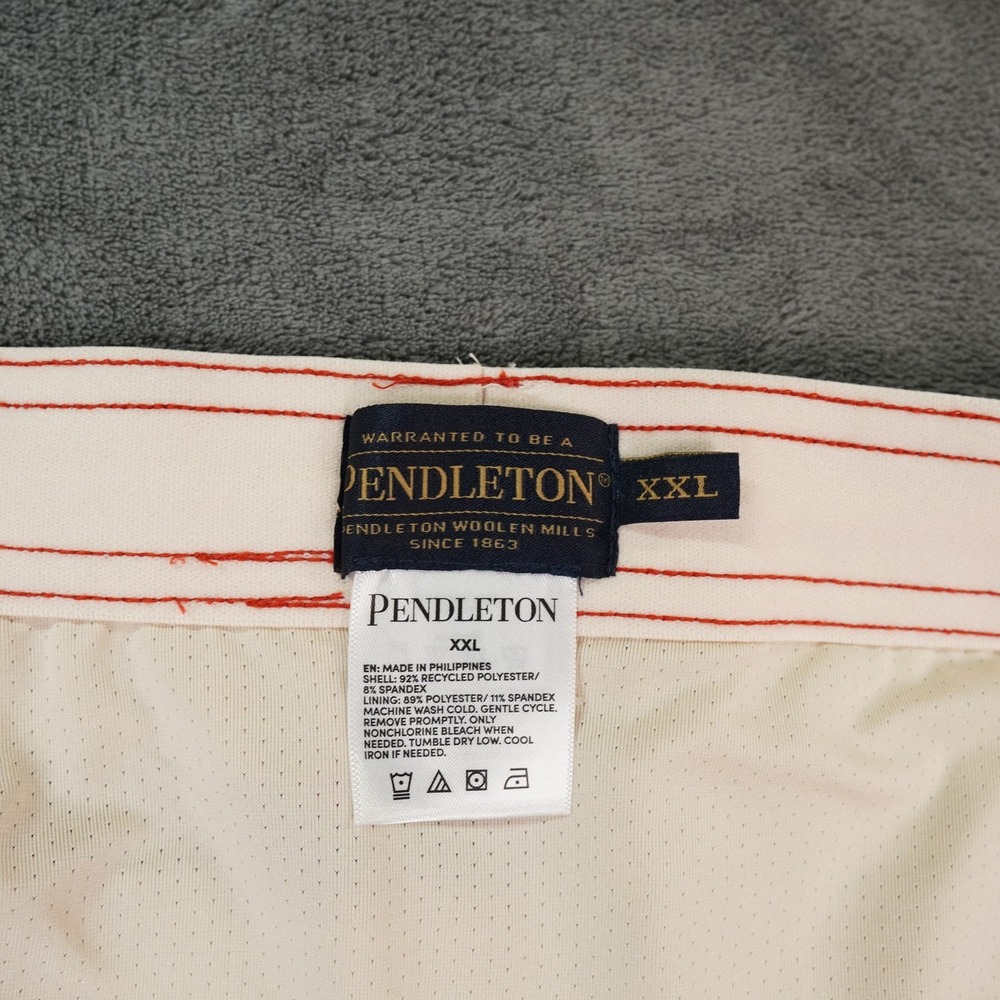 WARRANTED TO BE A
PENDLETON®
PENDLETON WOOLEN MILLS
SINCE 1863
XXL
PENDLETON
XXL
EN: MADE IN PHILIPPINES
SHELL: 92% RECYCLED POLYESTER/
8% SPANDEX
LINING: 89% POLYESTER/ 11% SPANDEX
MACHINE WASH COLD. GENTLE CYCLE.
REMOVE PROMPTLY. ONLY
NONCHLORINE BLEACH WHEN
NEEDED. TUMBLE DRY LOW. COOL
IRON IF NEEDED.